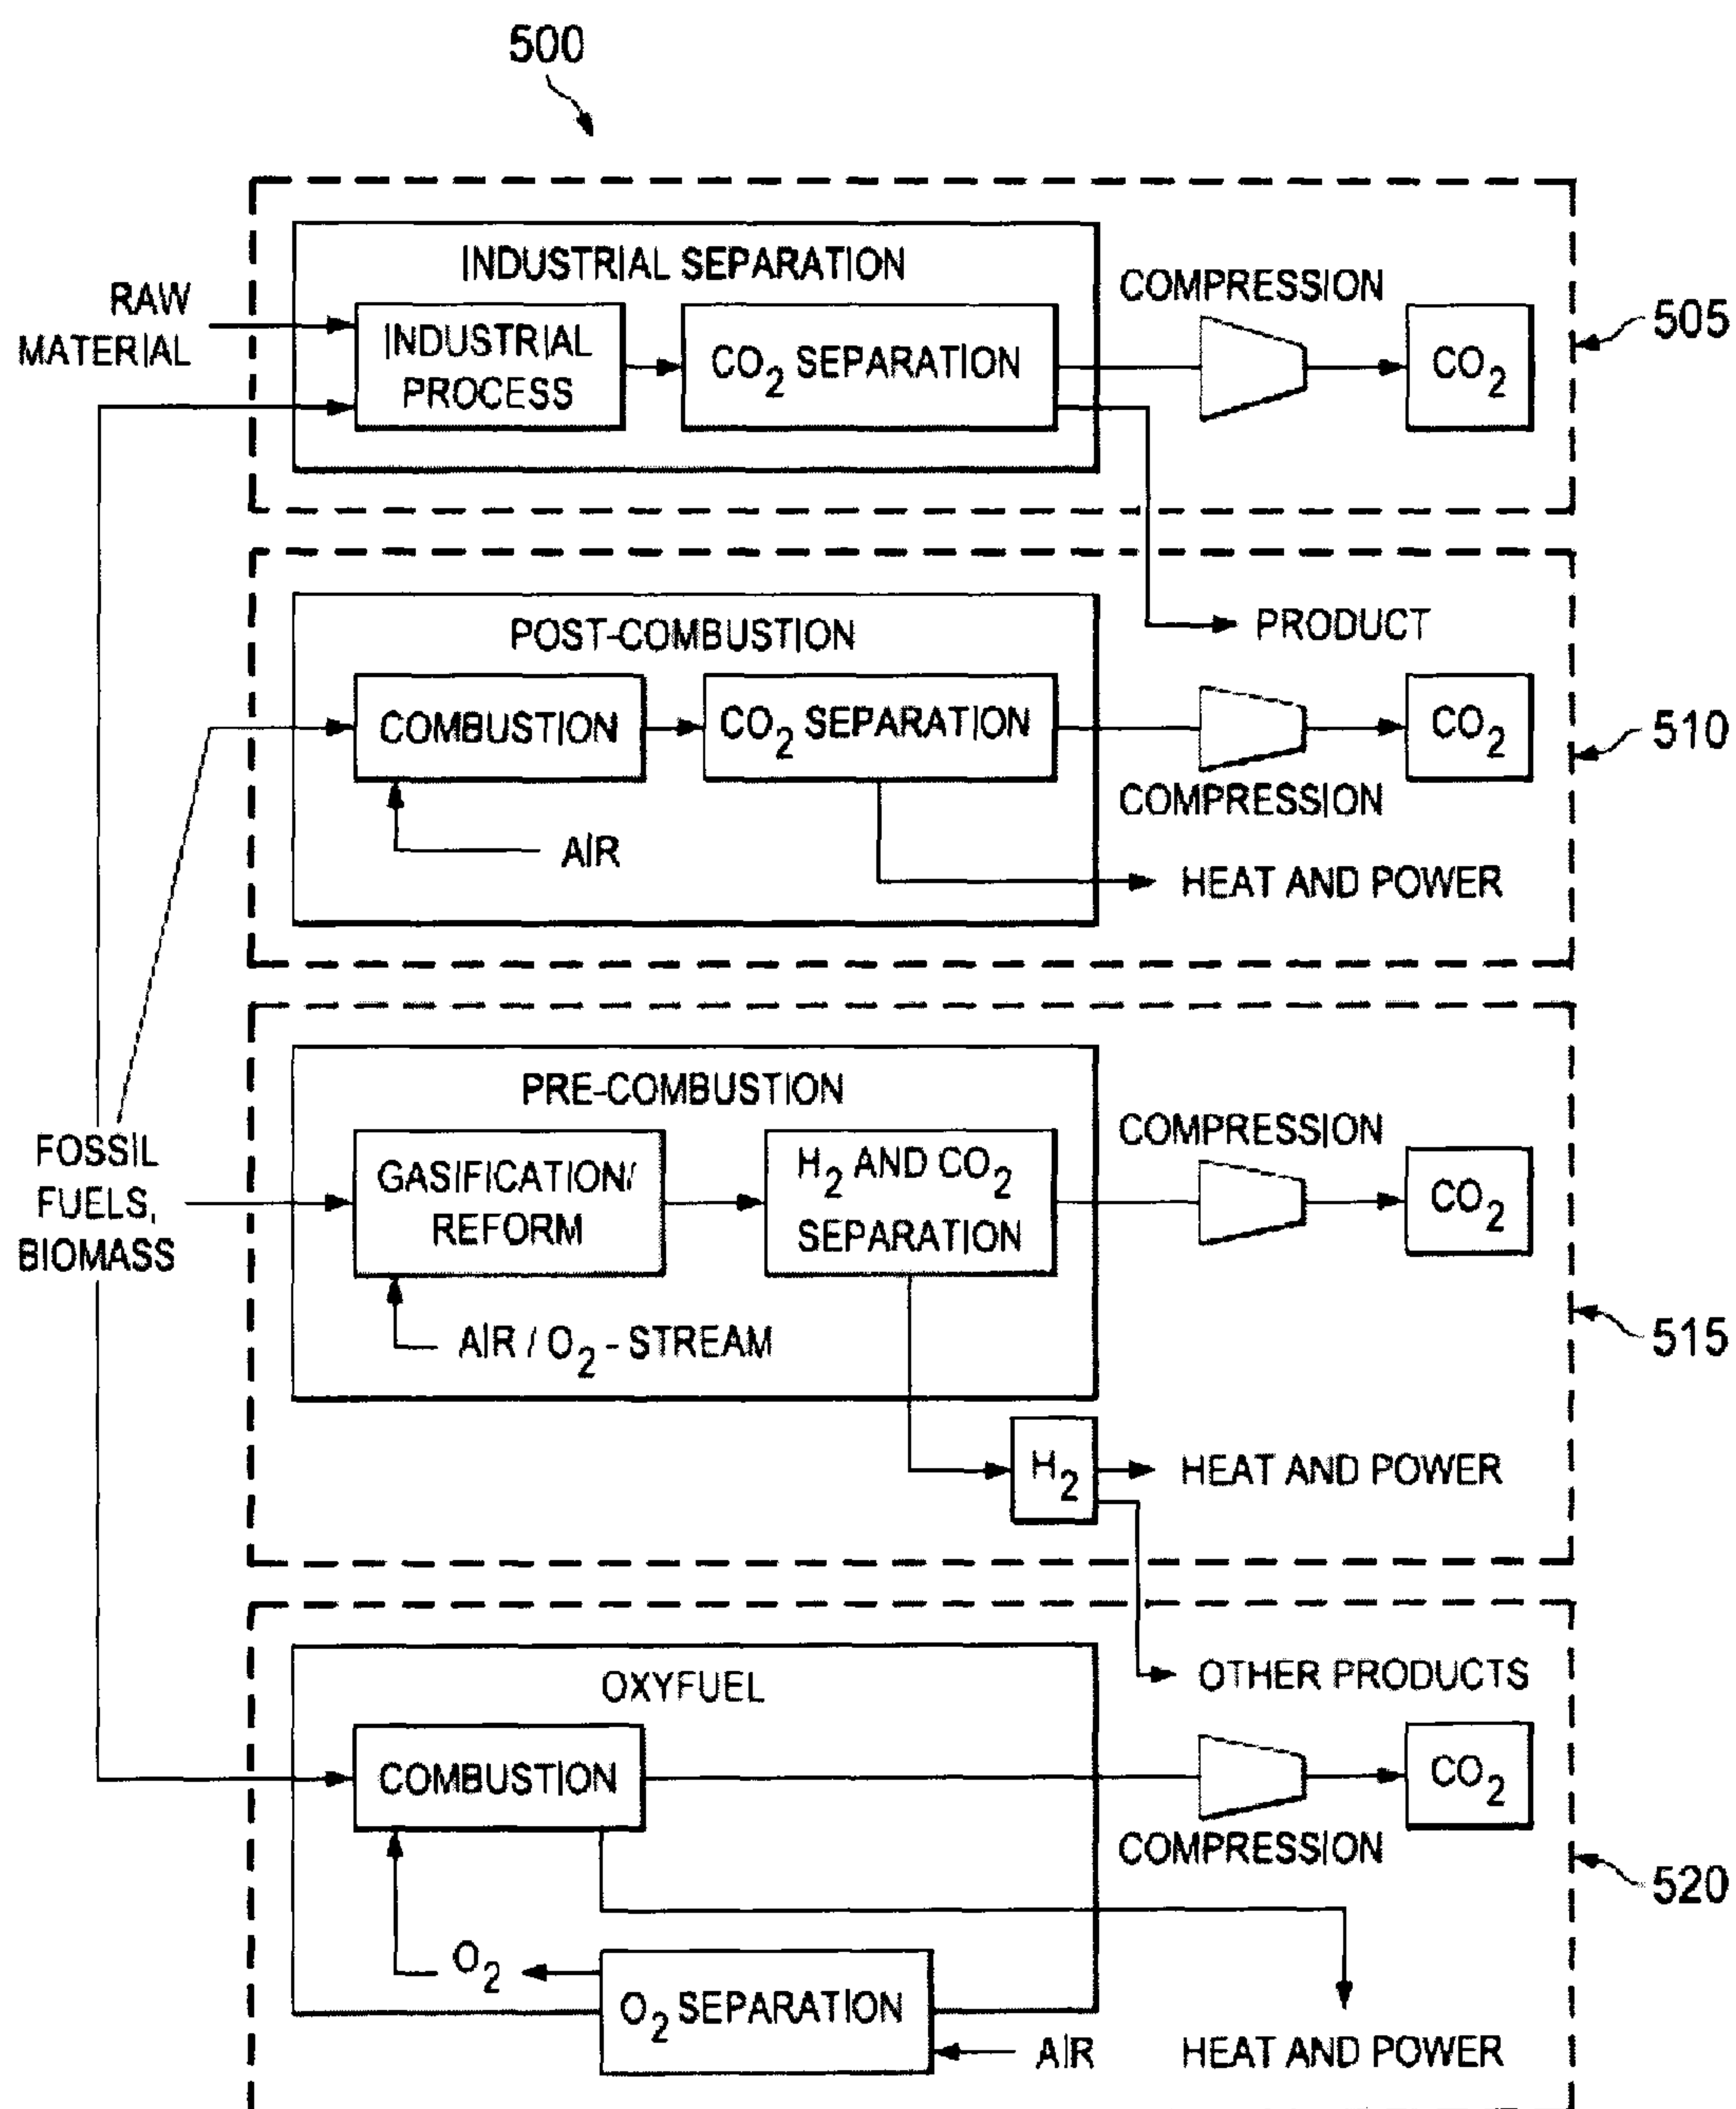 500
INDUSTRIAL SEPARATION
RAW
MATERIAL
INDUSTRIAL
PROCESS
CO2 SEPARATION
COMPRESSION
CO2
505
PRODUCT
POST-COMBUSTION
COMBUSTION
CO2 SEPARATION
COMPRESSION
CO2
510
AIR
HEAT AND POWER
PRE-COMBUSTION
FOSSIL
FUELS,
BIOMASS
GASIFICATION/
REFORM
H2 AND CO2
SEPARATION
COMPRESSION
CO2
515
AIR / O2 - STREAM
H2
HEAT AND POWER
OTHER PRODUCTS
OXYFUEL
COMBUSTION
COMPRESSION
CO2
520
O2
O2 SEPARATION
AIR
HEAT AND POWER